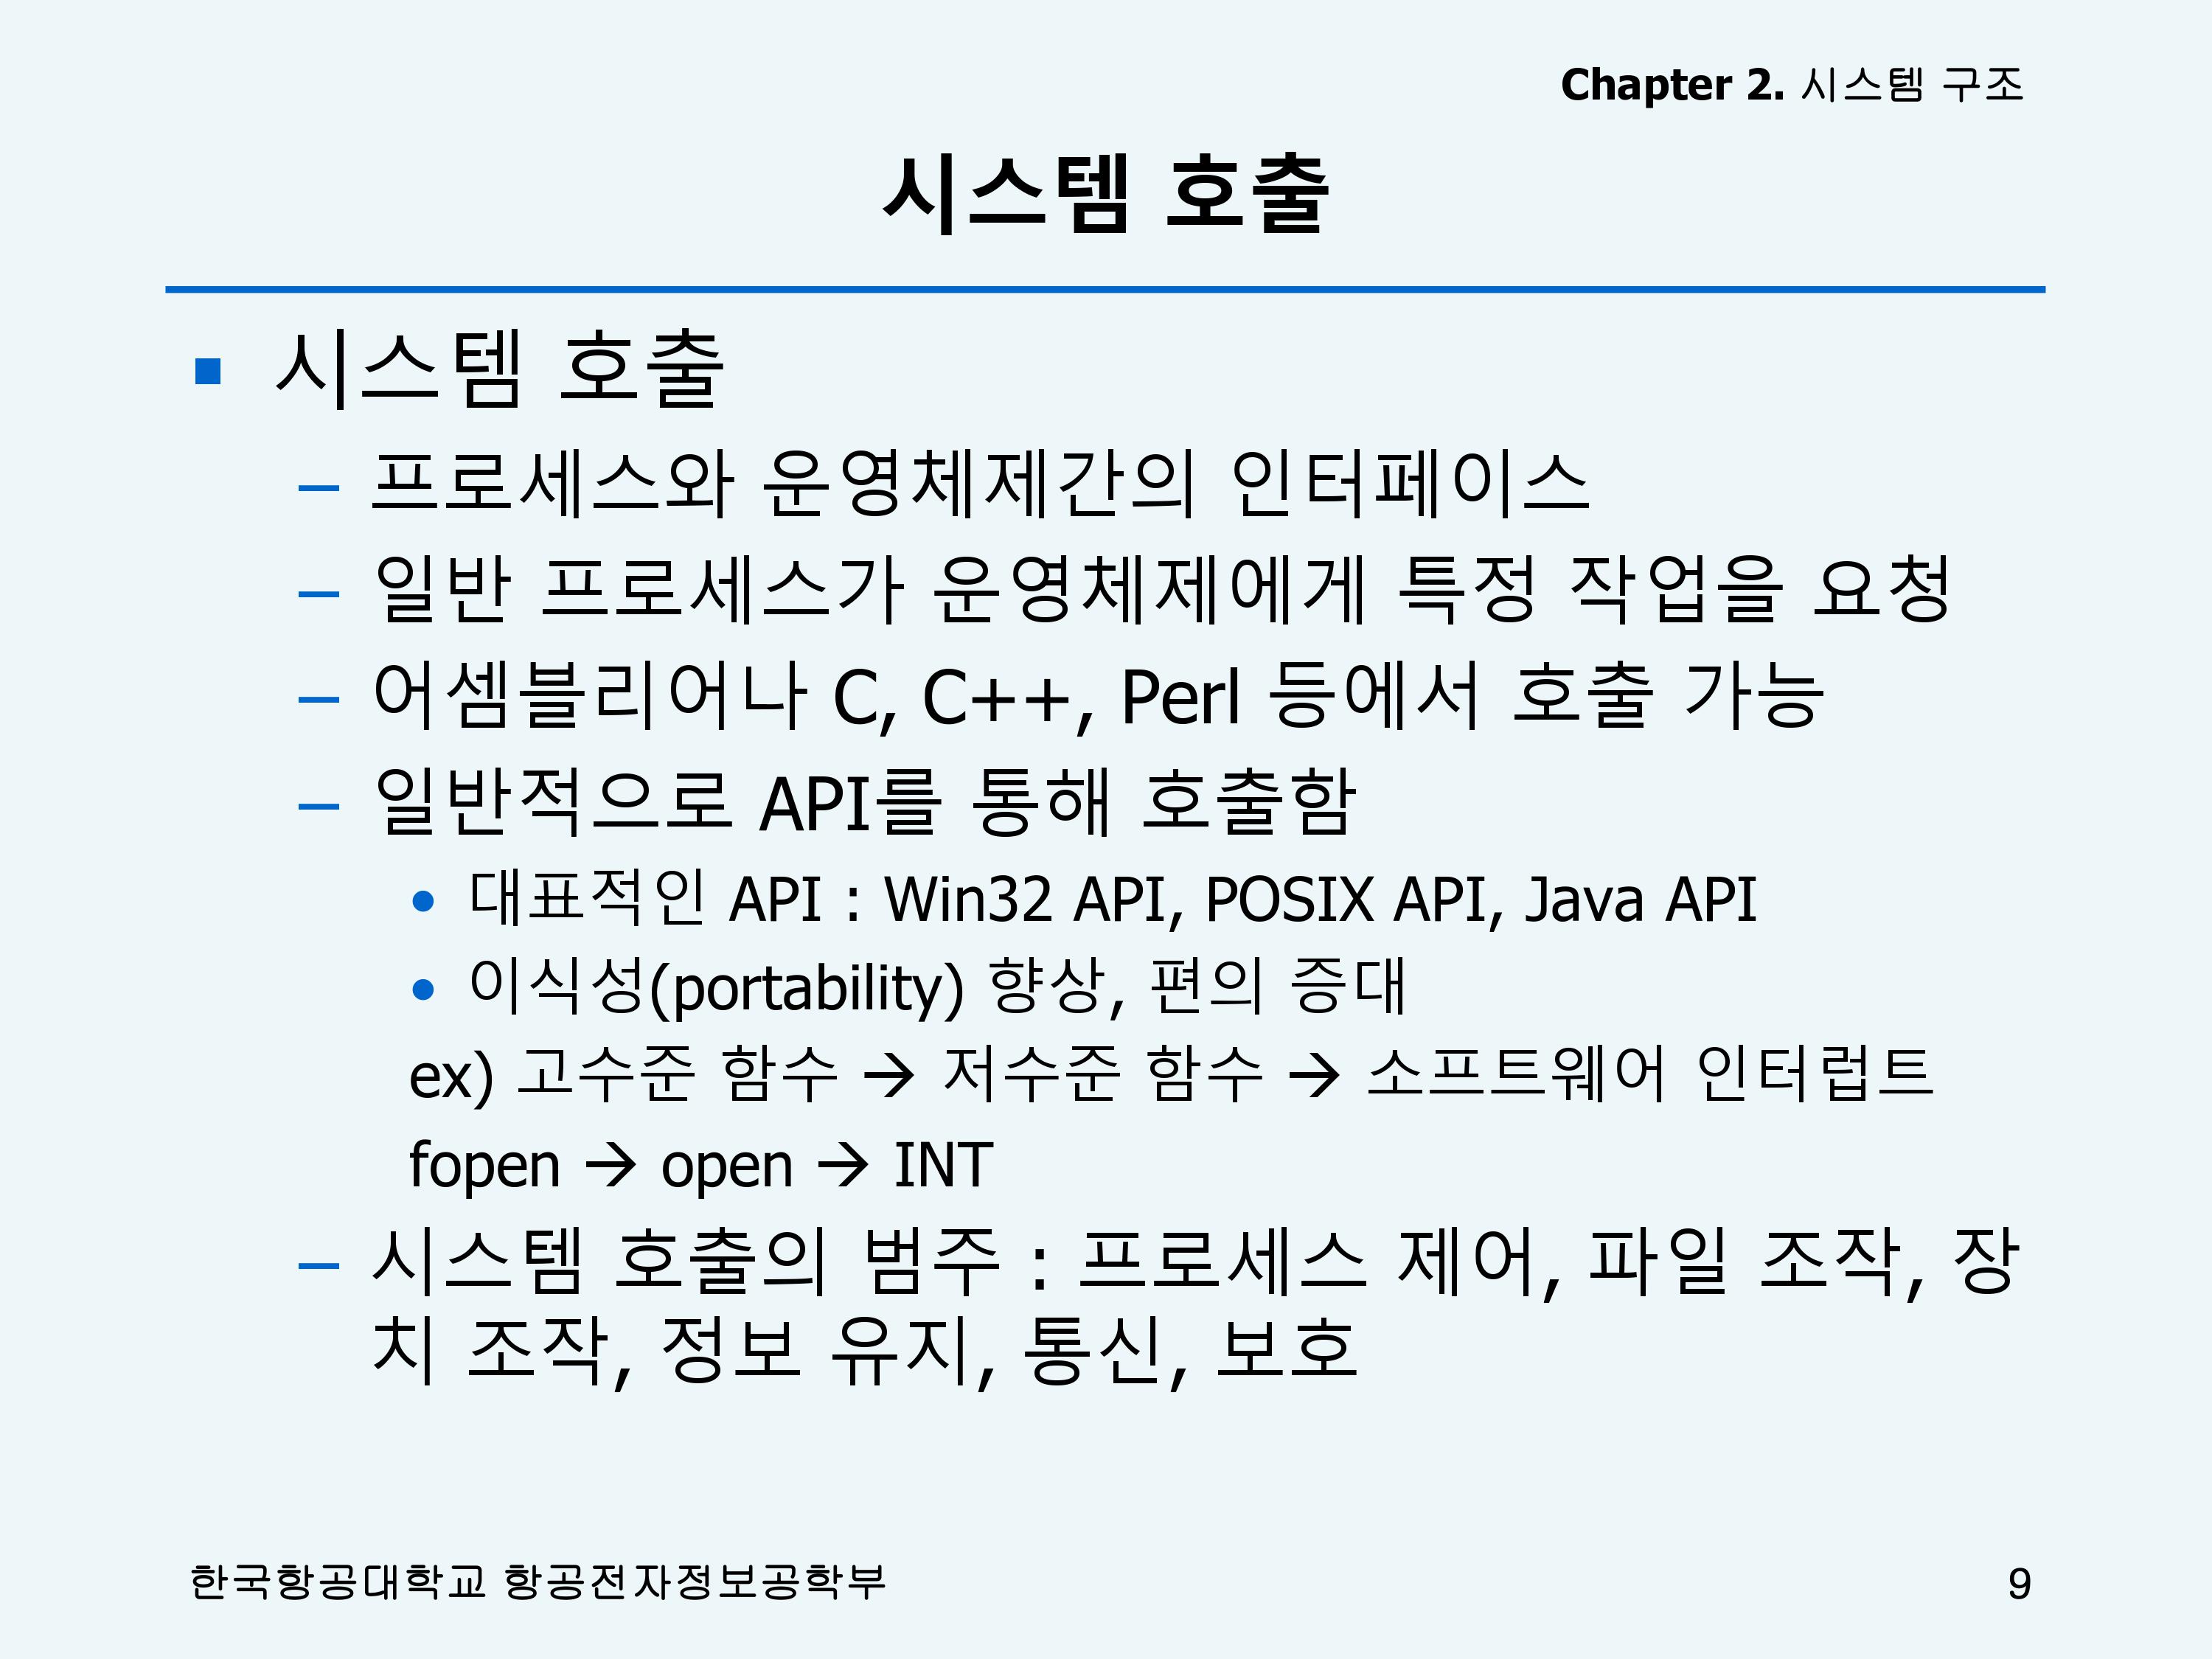 Chapter 2. 시스템 구조
시스템 호출
▪ 시스템 호출
– 프로세스와 운영체제간의 인터페이스
– 일반 프로세스가 운영체제에게 특정 작업을 요청
– 어셈블리어나 C, C++, Perl 등에서 호출 가능
– 일반적으로 API를 통해 호출함
• 대표적인 API : Win32 API, POSIX API, Java API
• 이식성(portability) 향상, 편의 증대
ex) 고수준 함수 → 저수준 함수 → 소프트웨어 인터럽트
fopen → open → INT
– 시스템 호출의 범주 : 프로세스 제어, 파일 조작, 장
치 조작, 정보 유지, 통신, 보호
한국항공대학교 항공전자정보공학부
9